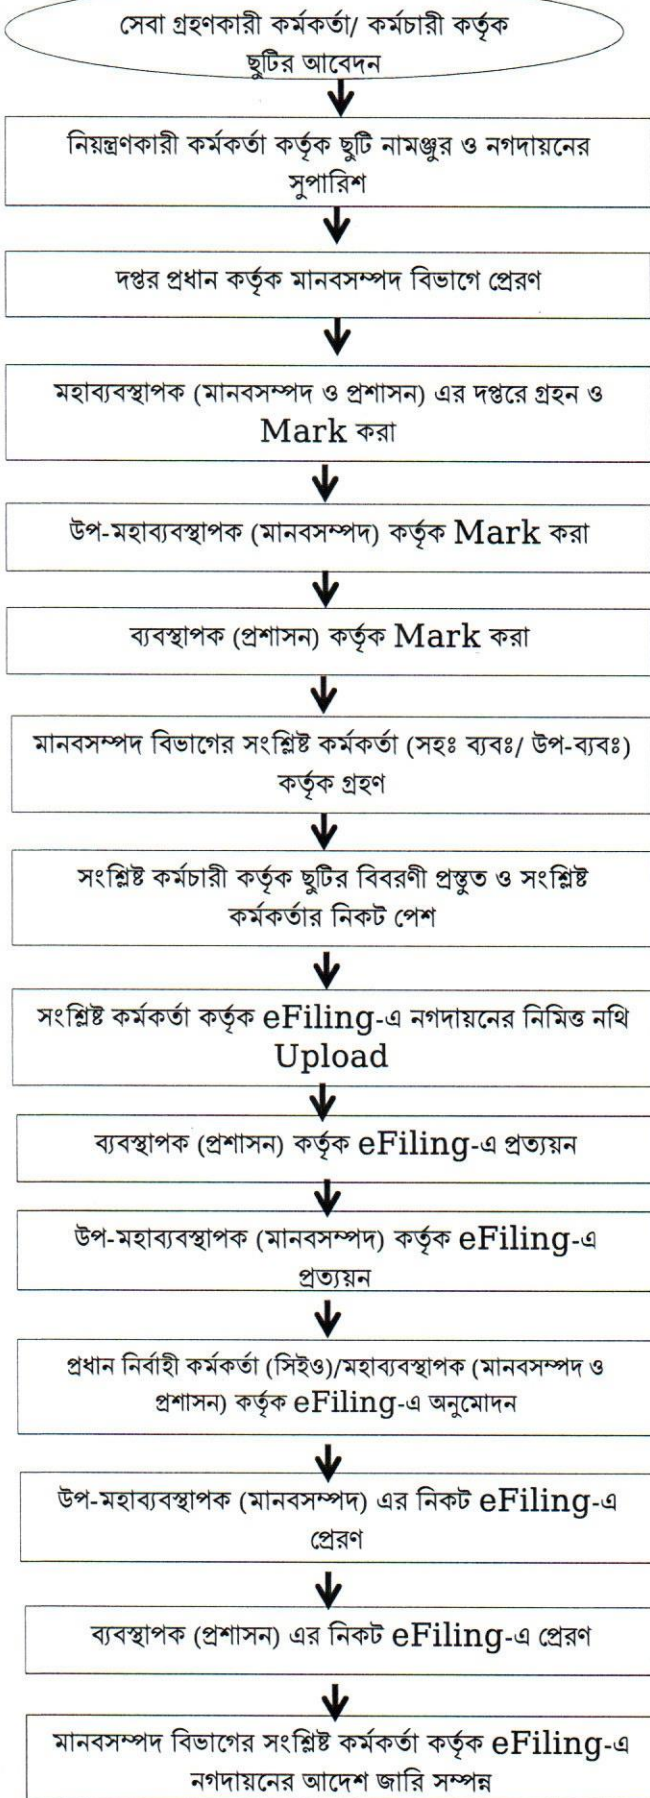 সেবা গ্রহণকারী কর্মকর্তা/ কর্মচারী কর্তৃক
ছুটির আবেদন
নিয়ন্ত্রণকারী কর্মকর্তা কর্তৃক ছুটি নামঞ্জুর ও নগদায়নের
সুপারিশ
দপ্তর প্রধান কর্তৃক মানবসম্পদ বিভাগে প্রেরণ
মহাব্যবস্থাপক (মানবসম্পদ ও প্রশাসন) এর দপ্তরে গ্রহন ও
Mark করা
উপ-মহাব্যবস্থাপক (মানবসম্পদ) কর্তৃক Mark করা
ব্যবস্থাপক (প্রশাসন) কর্তৃক Mark করা
মানবসম্পদ বিভাগের সংশ্লিষ্ট কর্মকর্তা (সহঃ ব্যবঃ/ উপ-ব্যবঃ)
কর্তৃক গ্রহণ
সংশ্লিষ্ট কর্মচারী কর্তৃক ছুটির বিবরণী প্রস্তুত ও সংশ্লিষ্ট
কর্মকর্তার নিকট পেশ
সংশ্লিষ্ট কর্মকর্তা কর্তৃক eFiling-এ নগদায়নের নিমিত্ত নথি
Upload
ব্যবস্থাপক (প্রশাসন) কর্তৃক eFiling-এ প্রত্যয়ন
উপ-মহাব্যবস্থাপক (মানবসম্পদ) কর্তৃক eFiling-এ
প্রত্যয়ন
প্রধান নির্বাহী কর্মকর্তা (সিইও)/মহাব্যবস্থাপক (মানবসম্পদ ও
প্রশাসন) কর্তৃক eFiling-এ অনুমোদন
উপ-মহাব্যবস্থাপক (মানবসম্পদ) এর নিকট eFiling-এ
প্রেরণ
ব্যবস্থাপক (প্রশাসন) এর নিকট eFiling-এ প্রেরণ
মানবসম্পদ বিভাগের সংশ্লিষ্ট কর্মকর্তা কর্তৃক eFiling-এ
নগদায়নের আদেশ জারি সম্পন্ন